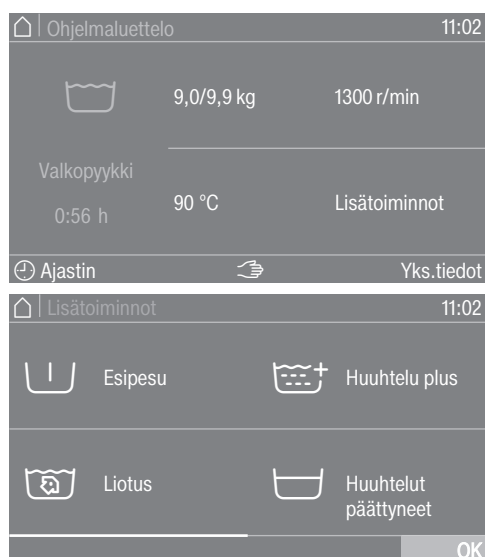 Ohjelmaluettelo 11:02
9,0/9,9 kg 1300 r/min
Valkopyykki
0:56 h
90 °C Lisätoiminnot
Ajastin Yks.tiedot
Lisätoiminnot 11:02
Esipesu Huuhtelu plus
Liotus Huuhtelut
päättyneet
OK